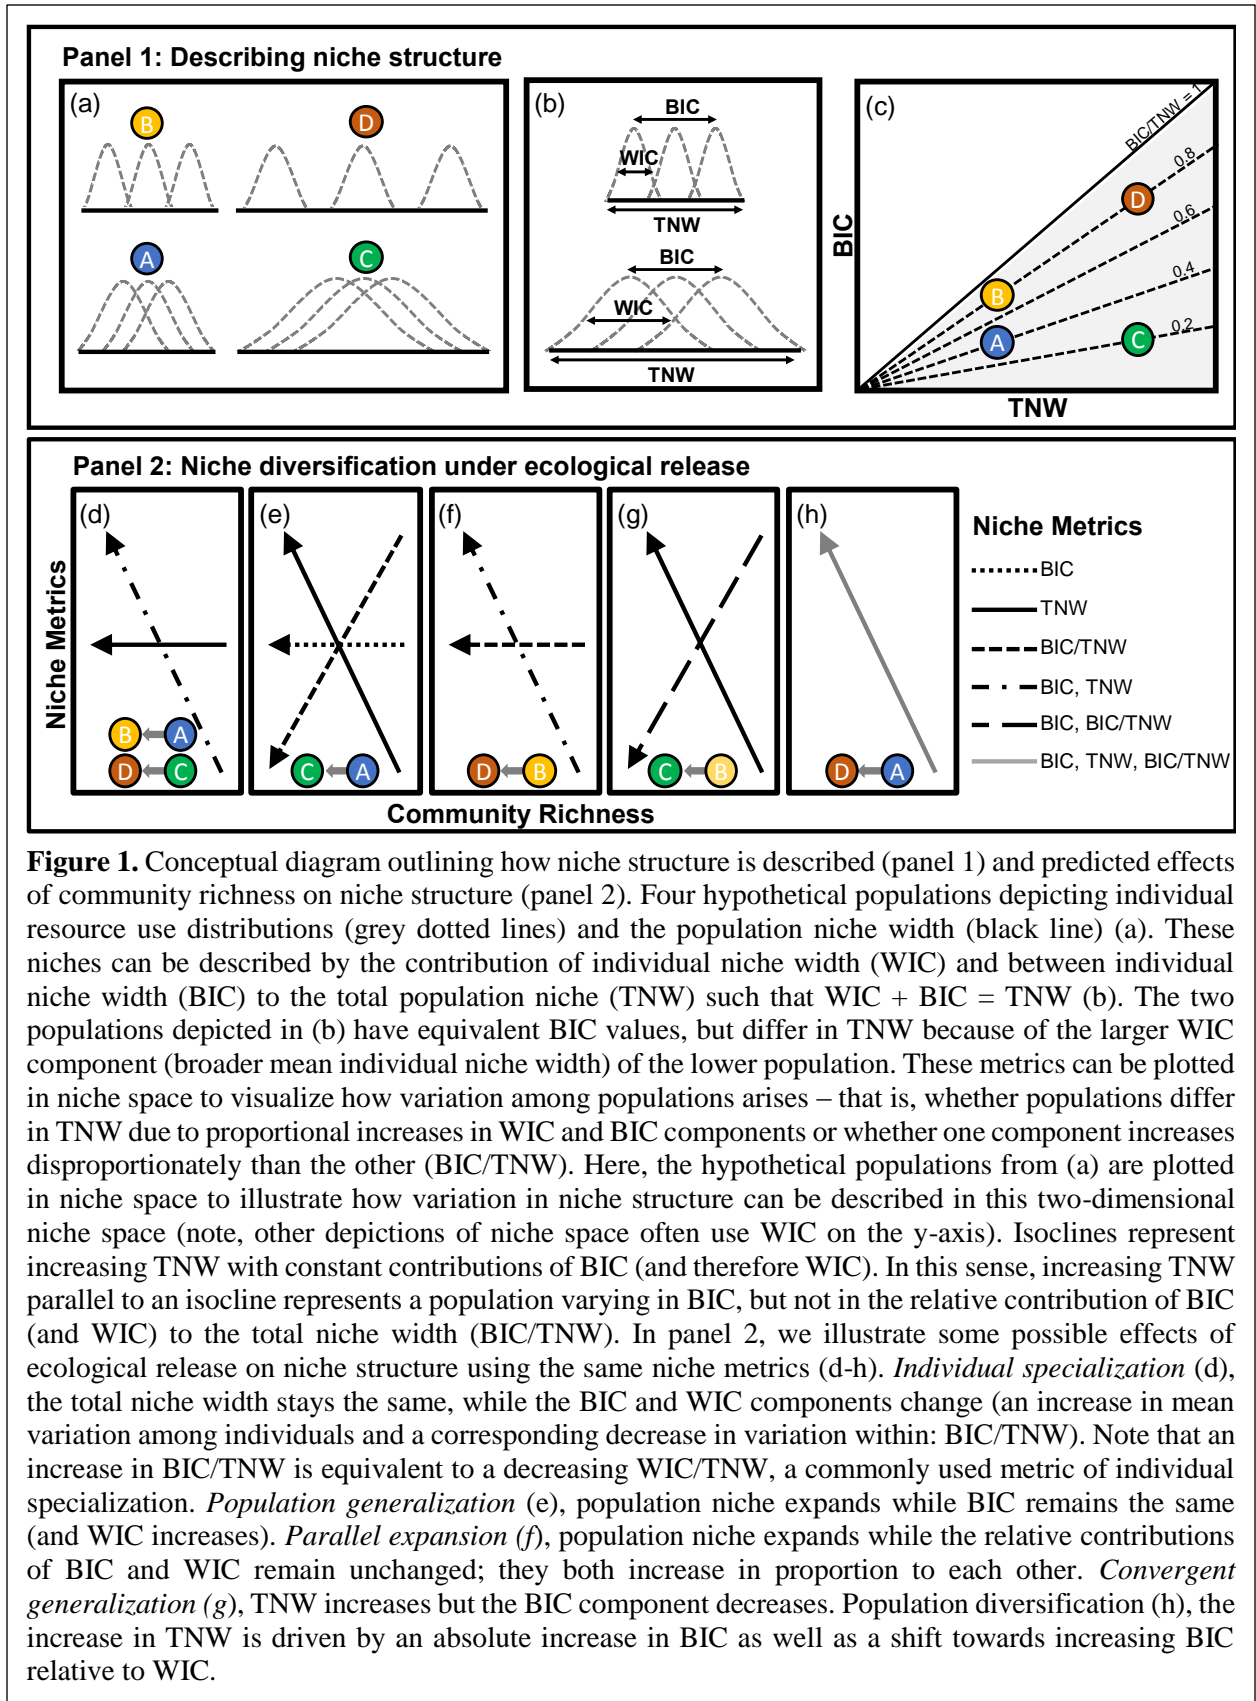 Panel 1: Describing niche structure
(a)
B
D
A
C
(b)
BIC
WIC
TNW
BIC
WIC
TNW
(c)
BIC/TNW = 1
0.8
0.6
0.4
0.2
D
B
A
C
BIC
TNW
Panel 2: Niche diversification under ecological release
(d)
(e)
(f)
(g)
(h)
Niche Metrics
B A
D C
C A
D B
C B
D A
Community Richness
Niche Metrics
BIC
TNW
BIC/TNW
BIC, TNW
BIC, BIC/TNW
BIC, TNW, BIC/TNW
Figure 1. Conceptual diagram outlining how niche structure is described (panel 1) and predicted effects
of community richness on niche structure (panel 2). Four hypothetical populations depicting individual
resource use distributions (grey dotted lines) and the population niche width (black line) (a). These
niches can be described by the contribution of individual niche width (WIC) and between individual
niche width (BIC) to the total population niche (TNW) such that WIC + BIC = TNW (b). The two
populations depicted in (b) have equivalent BIC values, but differ in TNW because of the larger WIC
component (broader mean individual niche width) of the lower population. These metrics can be plotted
in niche space to visualize how variation among populations arises – that is, whether populations differ
in TNW due to proportional increases in WIC and BIC components or whether one component increases
disproportionately than the other (BIC/TNW). Here, the hypothetical populations from (a) are plotted
in niche space to illustrate how variation in niche structure can be described in this two-dimensional
niche space (note, other depictions of niche space often use WIC on the y-axis). Isoclines represent
increasing TNW with constant contributions of BIC (and therefore WIC). In this sense, increasing TNW
parallel to an isocline represents a population varying in BIC, but not in the relative contribution of BIC
(and WIC) to the total niche width (BIC/TNW). In panel 2, we illustrate some possible effects of
ecological release on niche structure using the same niche metrics (d-h). Individual specialization (d),
the total niche width stays the same, while the BIC and WIC components change (an increase in mean
variation among individuals and a corresponding decrease in variation within: BIC/TNW). Note that an
increase in BIC/TNW is equivalent to a decreasing WIC/TNW, a commonly used metric of individual
specialization. Population generalization (e), population niche expands while BIC remains the same
(and WIC increases). Parallel expansion (f), population niche expands while the relative contributions
of BIC and WIC remain unchanged; they both increase in proportion to each other. Convergent
generalization (g), TNW increases but the BIC component decreases. Population diversification (h), the
increase in TNW is driven by an absolute increase in BIC as well as a shift towards increasing BIC
relative to WIC.